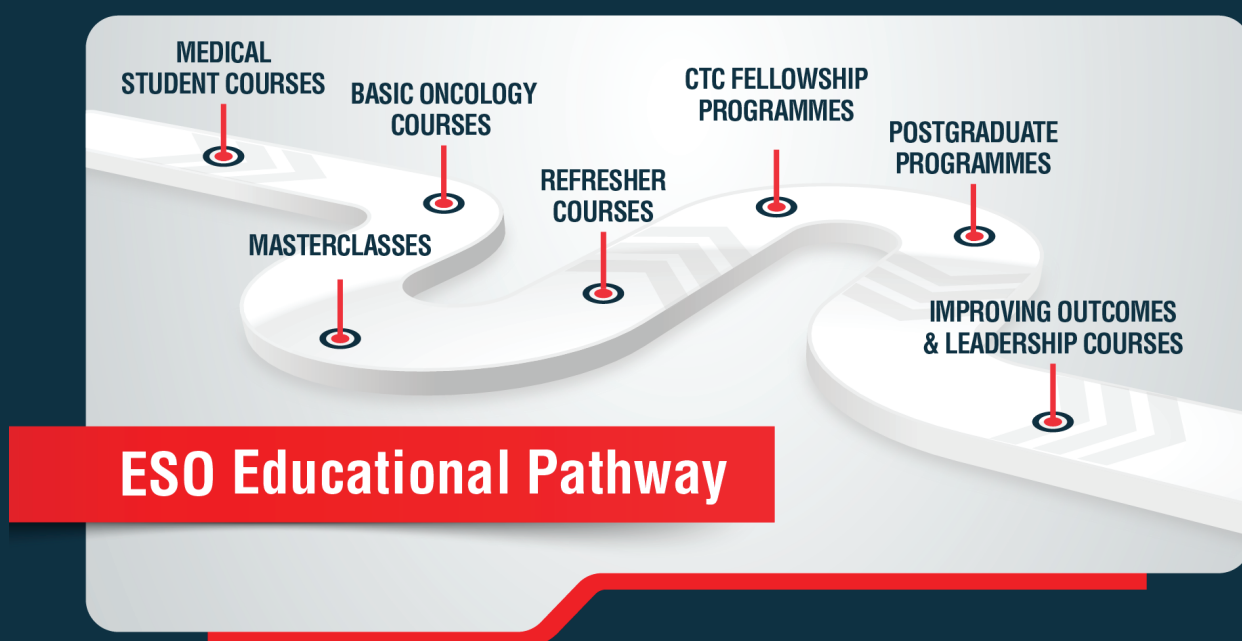 MEDICAL
STUDENT COURSES
BASIC ONCOLOGY
COURSES
MASTERCLASSES
REFRESHER
COURSES
CTC FELLOWSHIP
PROGRAMMES
POSTGRADUATE
PROGRAMMES
IMPROVING OUTCOMES
& LEADERSHIP COURSES
ESO Educational Pathway